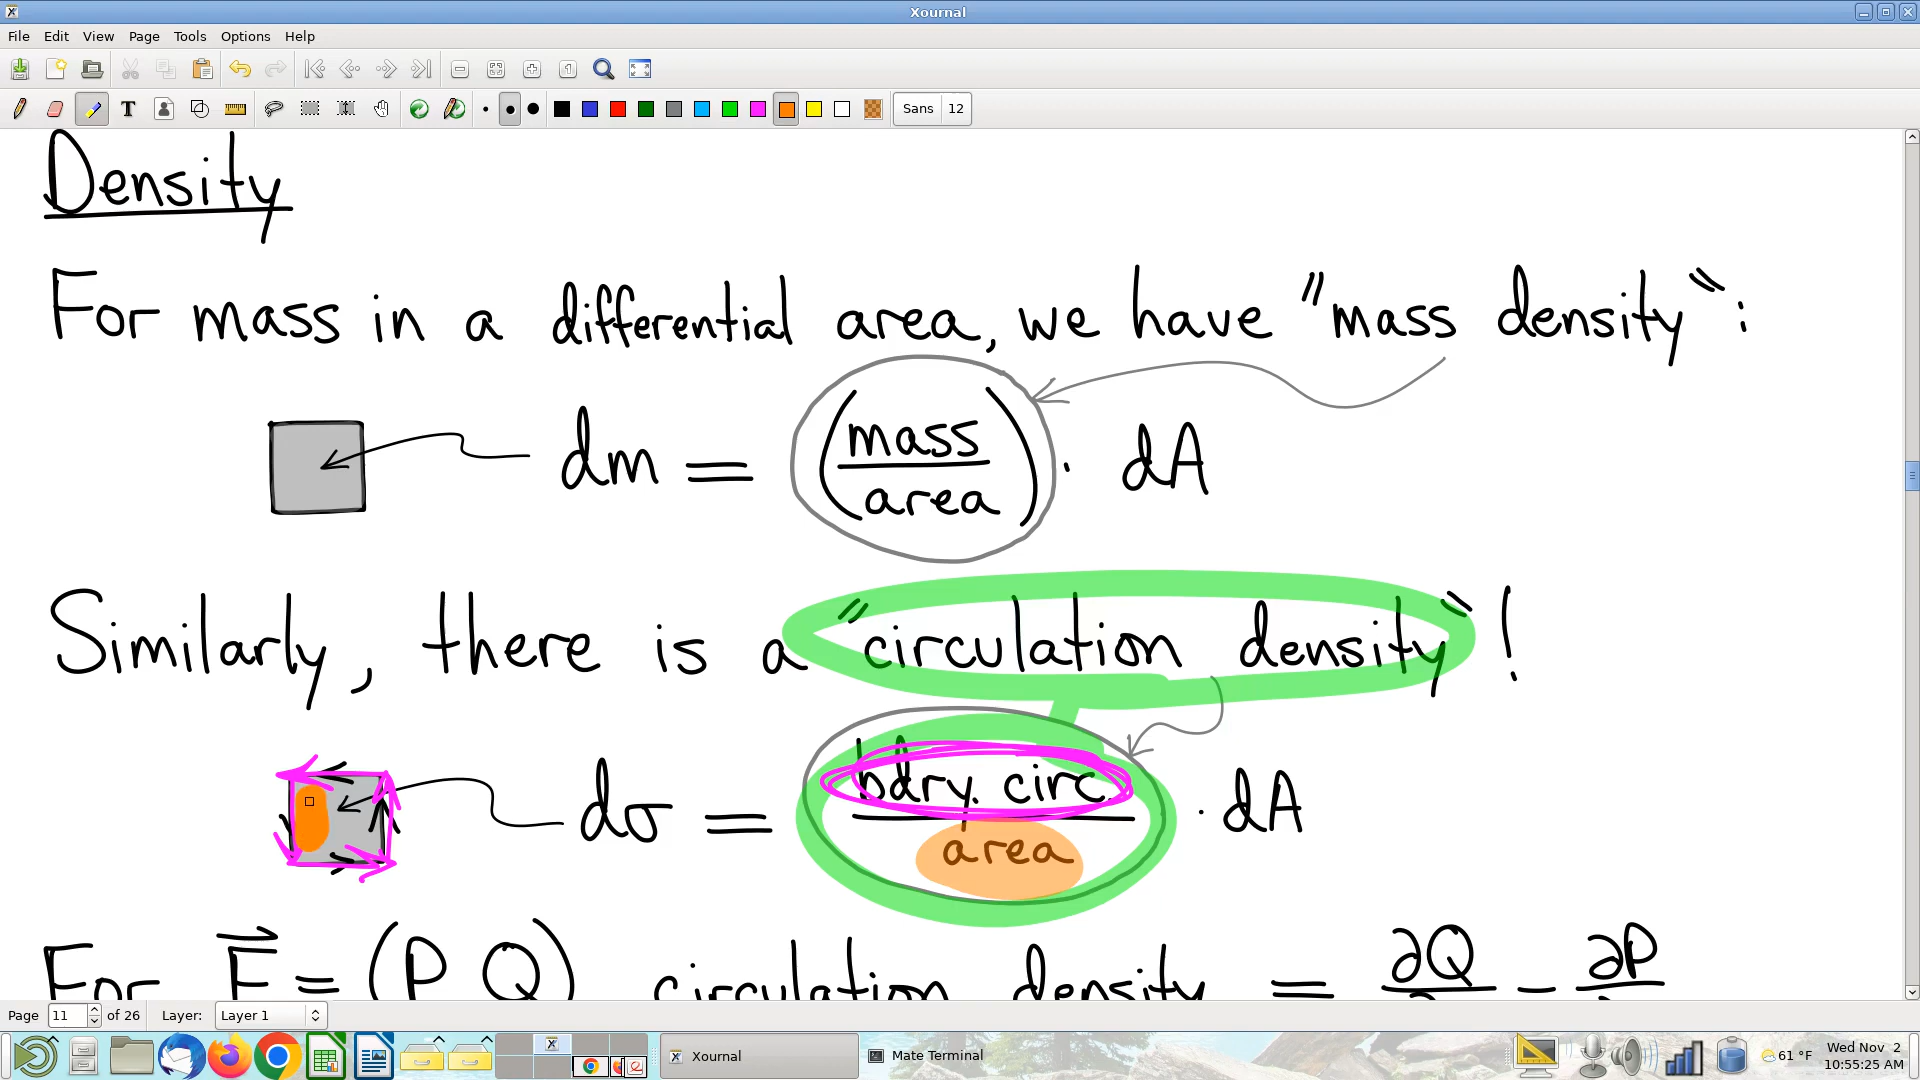 Xournal
File Edit View Page Tools Options Help
Sans 12
Density
For mass in a differential area, we have "mass density":
dm = (mass/area) · dA
Similarly, there is a "circulation density"!
dσ = bdry. circ./area · dA
For F⃗ = (P Q) circulation density = ∂Q − ∂P
Page 11 of 26 Layer: Layer 1
Xournal Mate Terminal 61 °F Wed Nov 2
10:55:25 AM